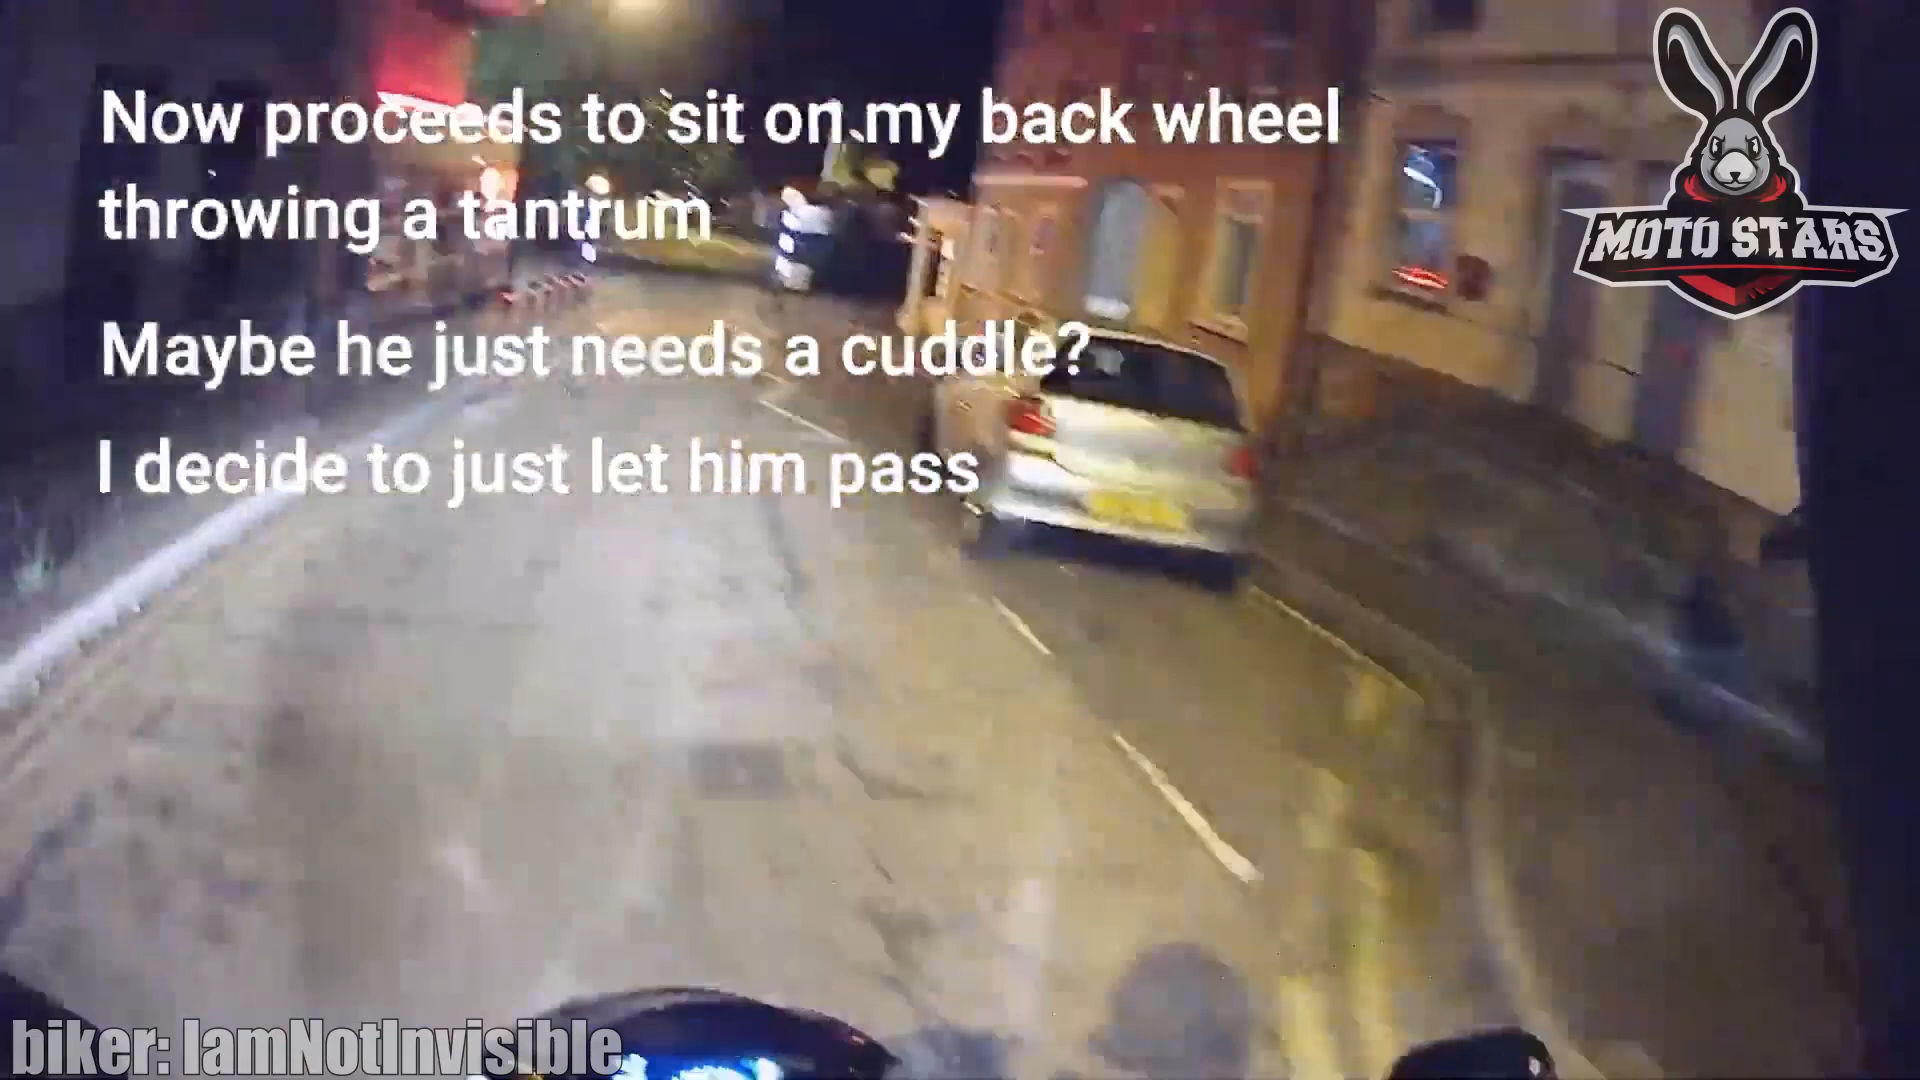 Now proceeds to sit on my back wheel
throwing a tantrum
Maybe he just needs a cuddle?
I decide to just let him pass
MOTO STARS
biker: IamNotInvisible